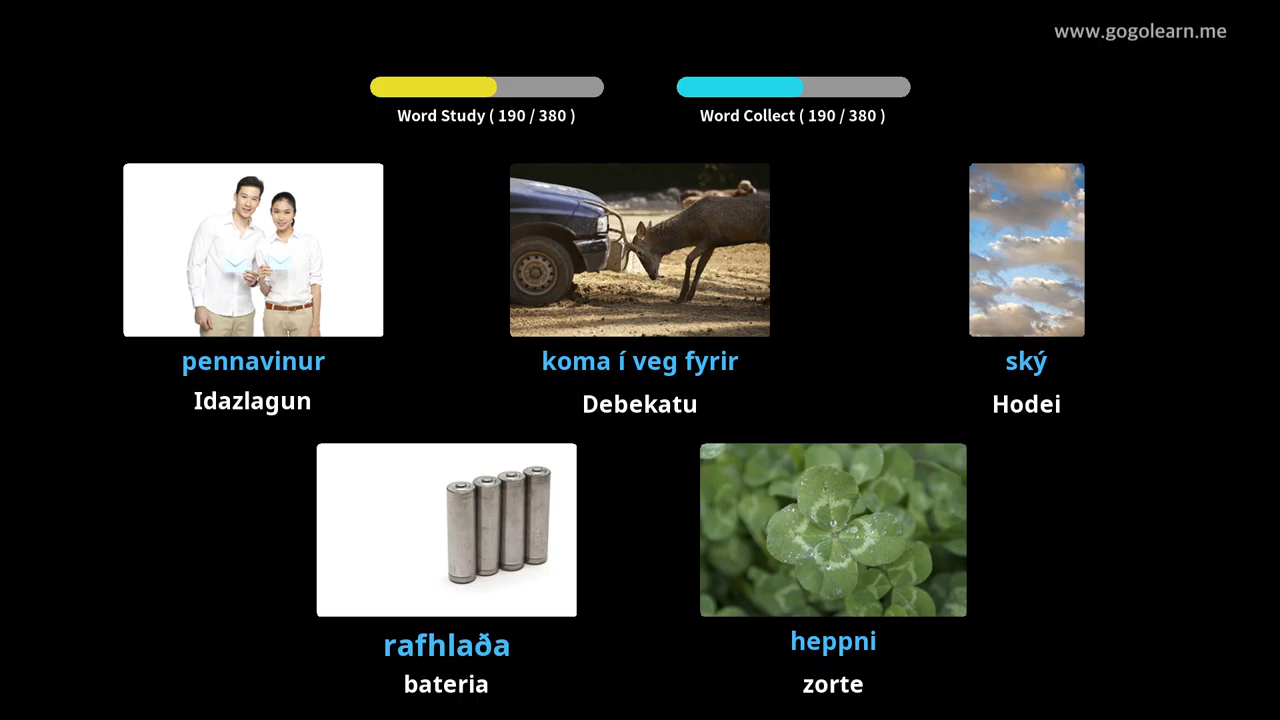 www.gogolearn.me
Word Study ( 190 / 380 )
Word Collect ( 190 / 380 )
pennavinur
Idazlagun
koma í veg fyrir
Debekatu
ský
Hodei
rafhlaða
bateria
heppni
zorte